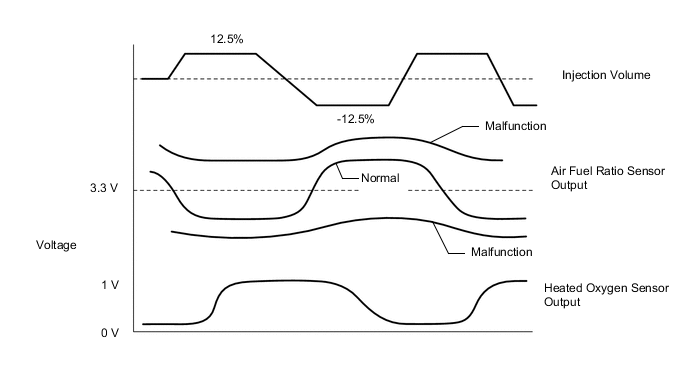 12.5%
Injection Volume
-12.5%
Malfunction
Air Fuel Ratio Sensor
Output
Normal
3.3 V
Voltage
Malfunction
1 V
Heated Oxygen Sensor
Output
0 V